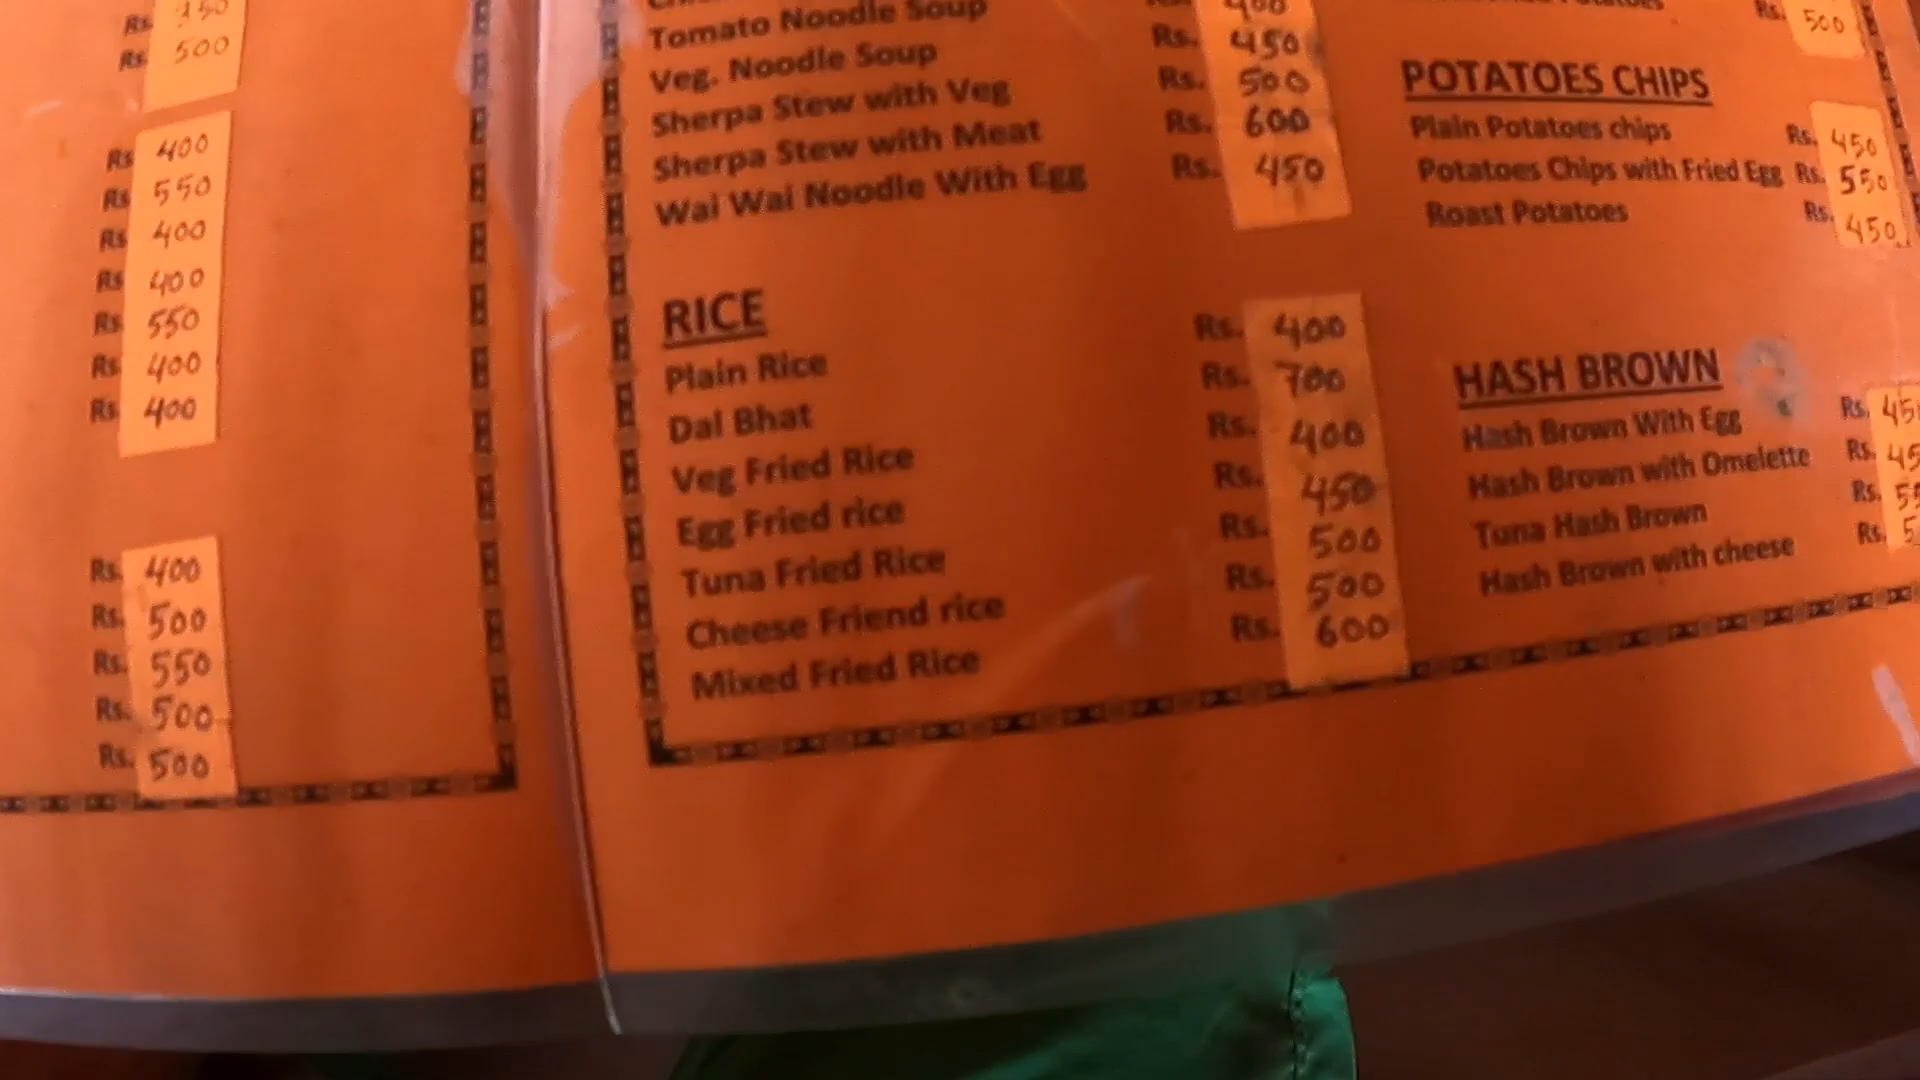 Rs. 350
Rs. 500
Rs 400
Rs 550
Rs 400
Rs 400
Rs 550
Rs 400
Rs 400
Rs. 400
Rs. 500
Rs. 550
Rs. 500
Rs. 500
Tomato Noodle Soup Rs. 400
Veg. Noodle Soup Rs. 450
Sherpa Stew with Veg Rs. 500
Sherpa Stew with Meat Rs. 600
Wai Wai Noodle With Egg Rs. 450
RICE
Plain Rice Rs. 400
Dal Bhat Rs. 700
Veg Fried Rice Rs. 400
Egg Fried rice Rs. 450
Tuna Fried Rice Rs. 500
Cheese Friend rice Rs. 500
Mixed Fried Rice Rs. 600
Rs. 500
POTATOES CHIPS
Plain Potatoes chips Rs. 450
Potatoes Chips with Fried Egg Rs. 550
Roast Potatoes Rs. 450
HASH BROWN
Hash Brown With Egg Rs.
Hash Brown with Omelette Rs.
Tuna Hash Brown Rs.
Hash Brown with cheese Rs.